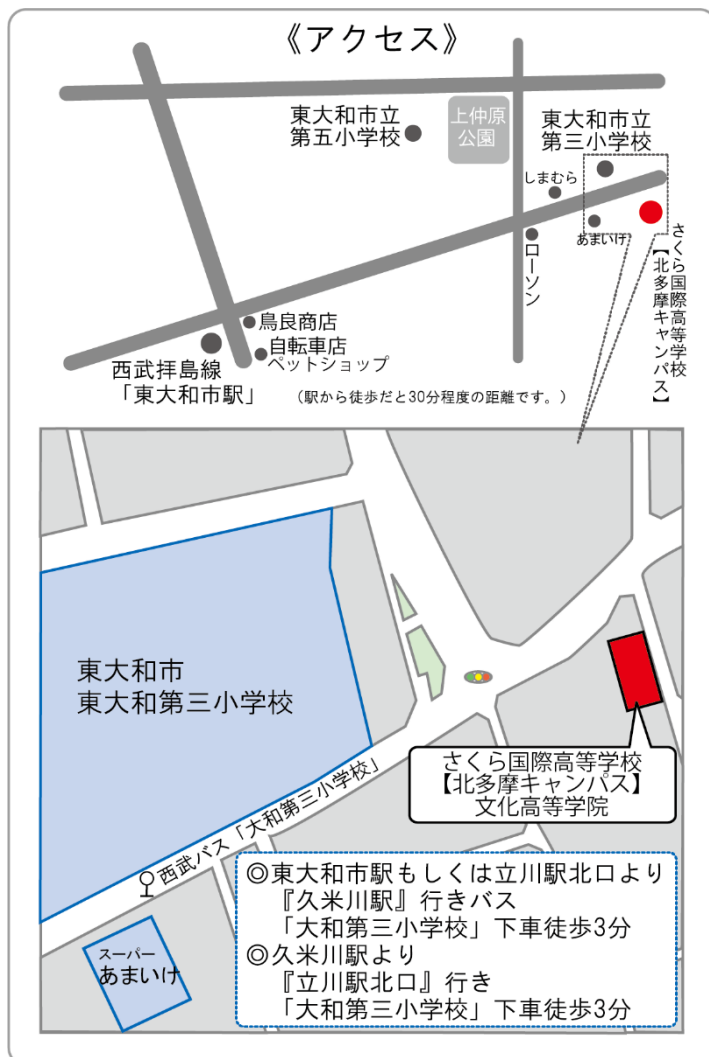 《アクセス》
東大和市立
第五小学校
上仲原
公園
東大和市立
第三小学校
しまむら
あまいけ
ローソン
さくら国際高等学校
【北多摩キャンパス】
鳥良商店
自転車店
ペットショップ
西武拝島線
「東大和市駅」
（駅から徒歩だと30分程度の距離です。）
東大和市
東大和第三小学校
さくら国際高等学校
【北多摩キャンパス】
文化高等学院
西武バス「大和第三小学校」
スーパー
あまいけ
◎東大和市駅もしくは立川駅北口より
『久米川駅』行きバス
「大和第三小学校」下車徒歩3分
◎久米川駅より
『立川駅北口』行き
「大和第三小学校」下車徒歩3分